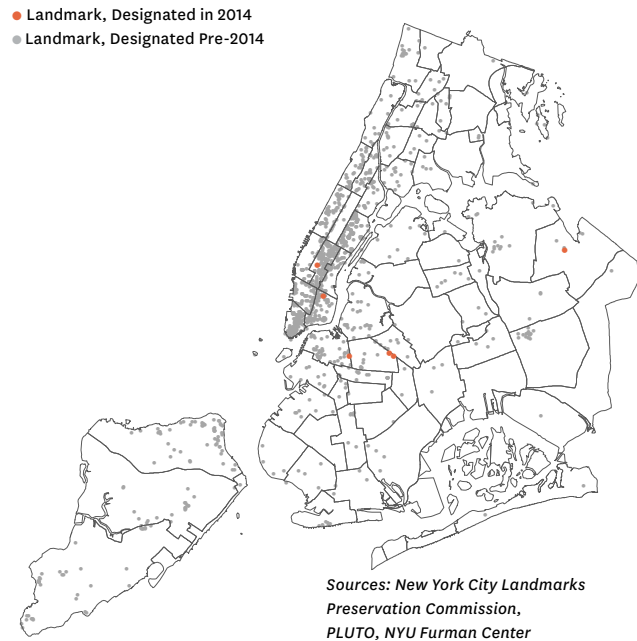 Landmark, Designated in 2014
Landmark, Designated Pre-2014
Sources: New York City Landmarks
Preservation Commission,
PLUTO, NYU Furman Center